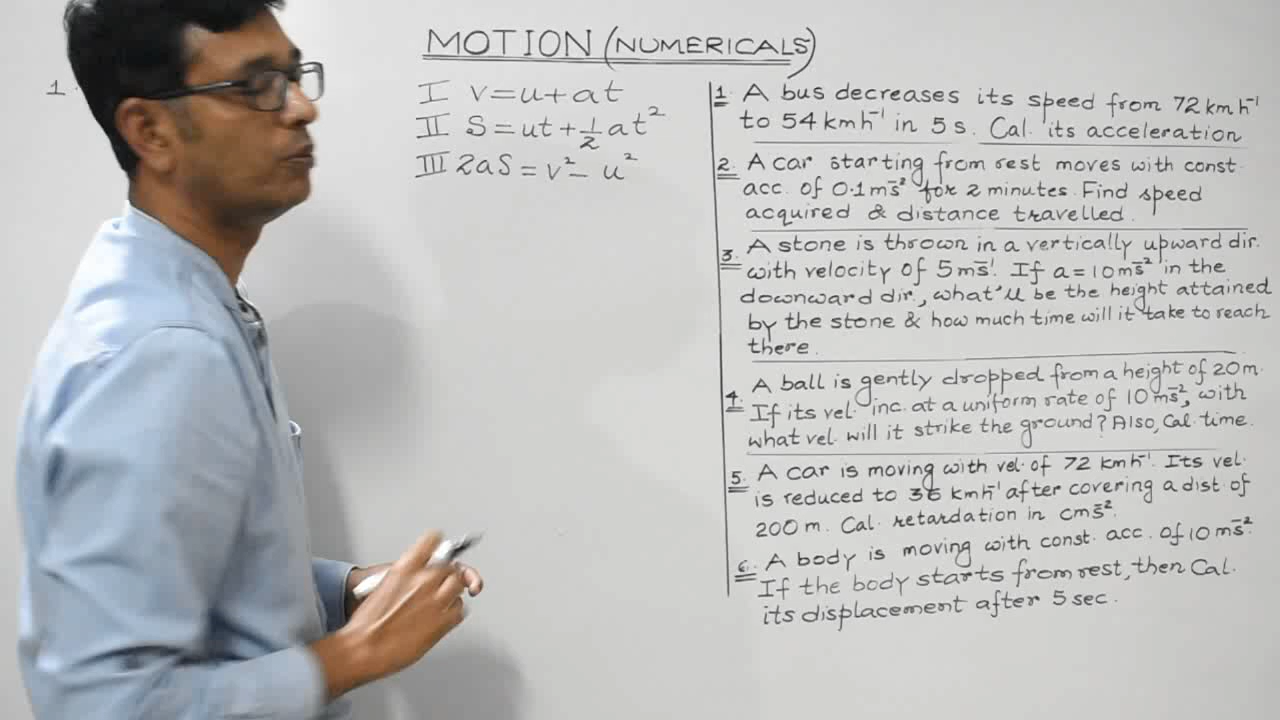 MOTION (NUMERICALS)
1.
I v=u+at
II S=ut+½at²
III 2aS=v²-u²
1. A bus decreases its speed from 72 km h⁻¹
to 54 km h⁻¹ in 5 s. Cal. its acceleration
2. A car starting from rest moves with const.
acc. of 0.1 ms⁻² for 2 minutes. Find speed
acquired & distance travelled.
3. A stone is thrown in a vertically upward dir.
with velocity of 5 ms⁻¹. If a=10 ms⁻² in the
downward dir., what'll be the height attained
by the stone & how much time will it take to reach
there.
4. A ball is gently dropped from a height of 20 m.
If its vel. inc. at a uniform rate of 10 ms⁻², with
what vel. will it strike the ground? Also, Cal. time.
5. A car is moving with vel. of 72 km h⁻¹. Its vel.
is reduced to 36 km h⁻¹ after covering a dist. of
200 m. Cal. retardation in cm s⁻².
6. A body is moving with const. acc. of 10 ms⁻².
If the body starts from rest, then Cal.
its displacement after 5 sec.